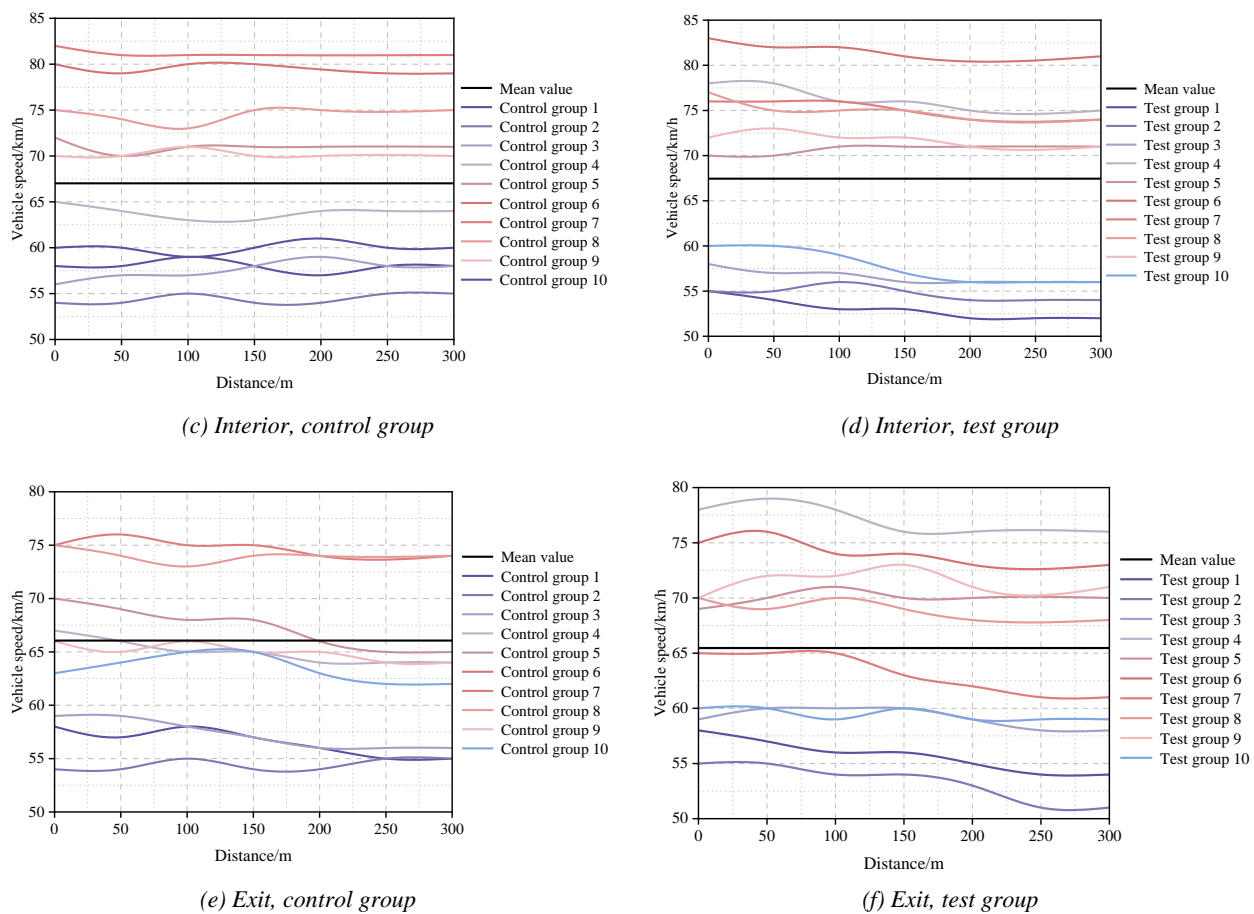 85
80
75
70
65
60
55
50
Vehicle speed/km/h
0 50 100 150 200 250 300
Distance/m
Mean value
Control group 1
Control group 2
Control group 3
Control group 4
Control group 5
Control group 6
Control group 7
Control group 8
Control group 9
Control group 10
(c) Interior, control group
85
80
75
70
65
60
55
50
Vehicle speed/km/h
0 50 100 150 200 250 300
Distance/m
Mean value
Test group 1
Test group 2
Test group 3
Test group 4
Test group 5
Test group 6
Test group 7
Test group 8
Test group 9
Test group 10
(d) Interior, test group
80
75
70
65
60
55
50
Vehicle speed/km/h
0 50 100 150 200 250 300
Distance/m
Mean value
Control group 1
Control group 2
Control group 3
Control group 4
Control group 5
Control group 6
Control group 7
Control group 8
Control group 9
Control group 10
(e) Exit, control group
80
75
70
65
60
55
50
Vehicle speed/km/h
0 50 100 150 200 250 300
Distance/m
Mean value
Test group 1
Test group 2
Test group 3
Test group 4
Test group 5
Test group 6
Test group 7
Test group 8
Test group 9
Test group 10
(f) Exit, test group